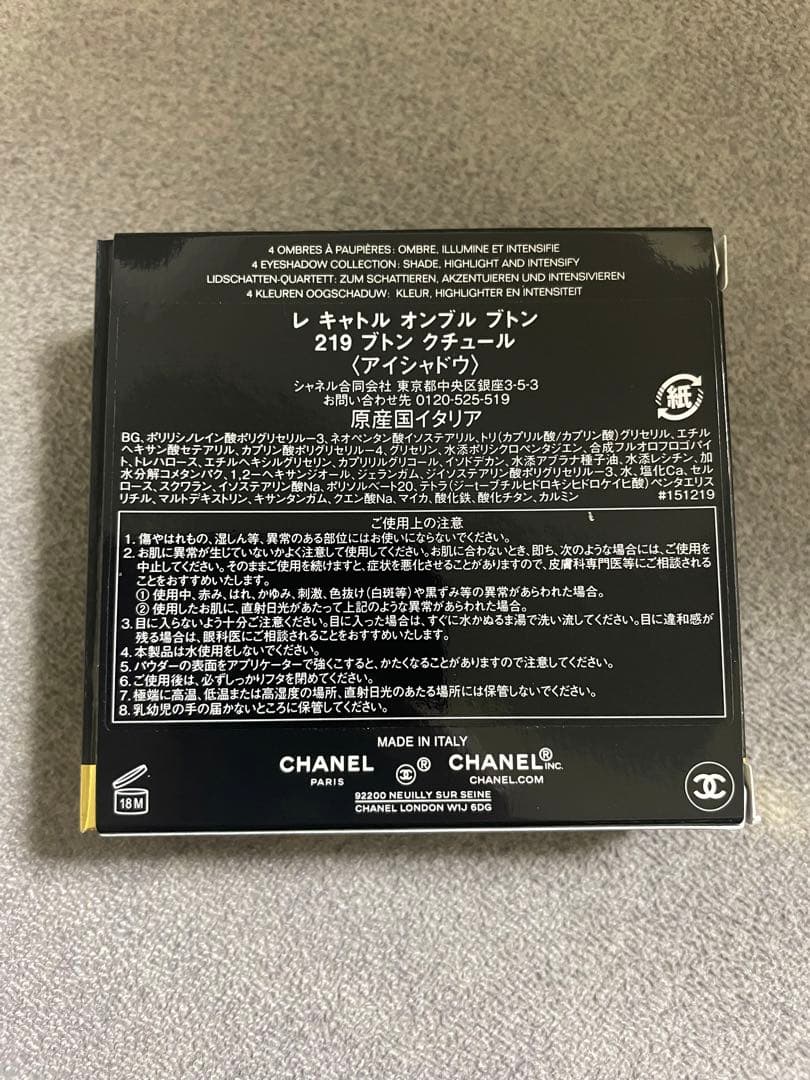 4 OMBRES À PAUPIÈRES: OMBRE, ILLUMINE ET INTENSIFIE
4 EYESHADOW COLLECTION: SHADE, HIGHLIGHT AND INTENSIFY
LIDSCHATTEN-QUARTETT: ZUM SCHATTIEREN, AKZENTUIEREN UND INTENSIVIEREN
4 KLEUREN OOGSCHADUW: KLEUR, HIGHLIGHTER EN INTENSITEIT
レ キャトル オンブル ブトン
219 ブトン クチュール
〈アイシャドウ〉
シャネル合同会社 東京都中央区銀座3-5-3
お問い合わせ先 0120-525-519
原産国イタリア
紙
BG、ポリリシノレイン酸ポリグリセリル-3、ネオペンタン酸イソステアリル、トリ(カプリル酸/カプリン酸)グリセリル、エチル
ヘキサン酸セテアリル、カプリン酸ポリグリセリル-4、グリセリン、水添ポリシクロペンタジエン、合成フルオロフロゴパイ
ト、トレハロース、エチルヘキシルグリセリン、カプリリルグリコール、イソドデカン、水添アブラナ種子油、水添レシチン、加
水分解コメタンパク、1,2-ヘキサンジオール、ジェランガム、ジイソステアリン酸ポリグリセリル-3、水、塩化Ca、セル
ロース、スクワラン、イソステアリン酸Na、ポリソルベート20、テトラ(ジ-t-ブチルヒドロキシヒドロケイヒ酸)ペンタエリス
リチル、マルトデキストリン、キサンタンガム、クエン酸Na、マイカ、酸化鉄、酸化チタン、カルミン #151219
ご使用上の注意
1. 傷やはれもの、湿しん等、異常のある部位にはお使いにならないでください。
2. お肌に異常が生じていないかよく注意して使用してください。お肌に合わないとき、即ち、次のような場合には、ご使用を
中止してください。そのままご使用を続けますと、症状を悪化させることがありますので、皮膚科専門医等にご相談される
ことをおすすめいたします。
① 使用中、赤み、はれ、かゆみ、刺激、色抜け(白斑等)や黒ずみ等の異常があらわれた場合。
② 使用したお肌に、直射日光があたって上記のような異常があらわれた場合。
3. 目に入らないよう十分ご注意ください。目に入った場合は、すぐに水かぬるま湯で洗い流してください。目に違和感が
残る場合は、眼科医にご相談されることをおすすめいたします。
4. 本製品は水使用をしないでください。
5. パウダーの表面をアプリケーターで強くこすると、かたくなることがありますので注意してください。
6. ご使用後は、必ずしっかりフタを閉めてください。
7. 極端に高温、低温または高湿度の場所、直射日光のあたる場所には保管しないでください。
8. 乳幼児の手の届かないところに保管してください。
MADE IN ITALY
CHANEL ® CHANEL® INC.
PARIS CHANEL.COM
92200 NEUILLY SUR SEINE
CHANEL LONDON W1J 6DG
18 M